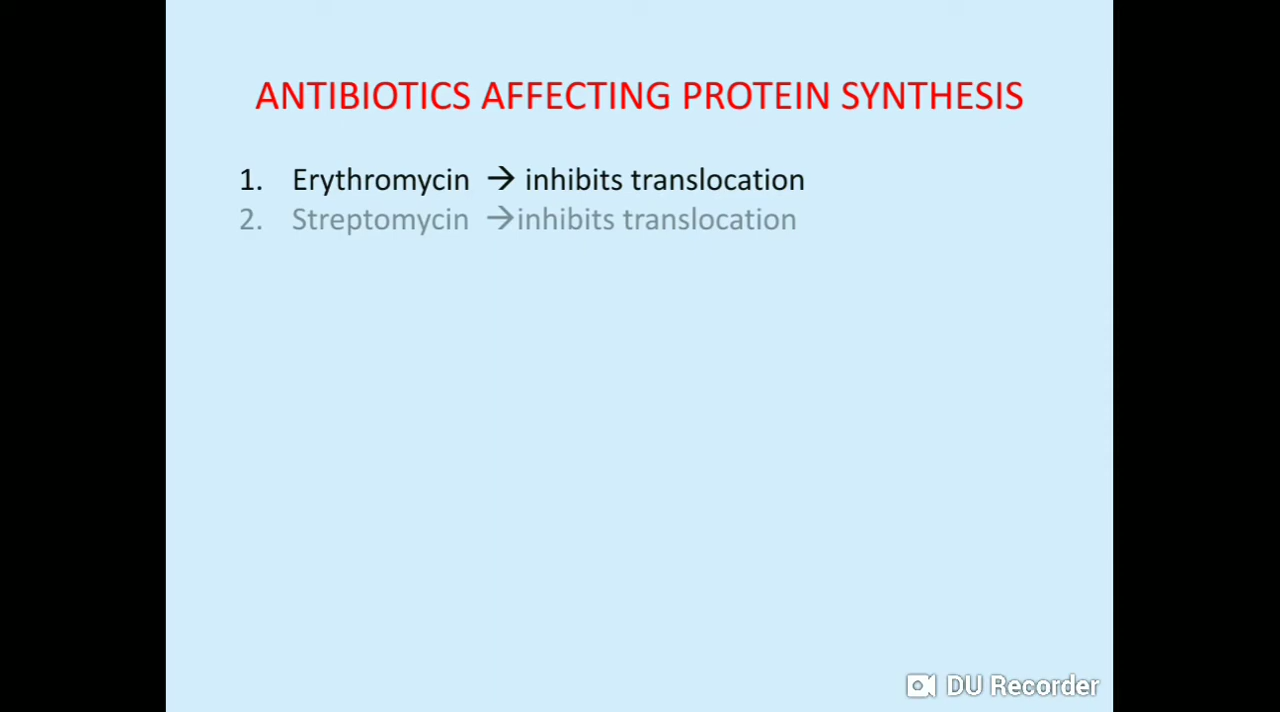 ANTIBIOTICS AFFECTING PROTEIN SYNTHESIS
1. Erythromycin → inhibits translocation
2. Streptomycin →inhibits translocation
DU Recorder